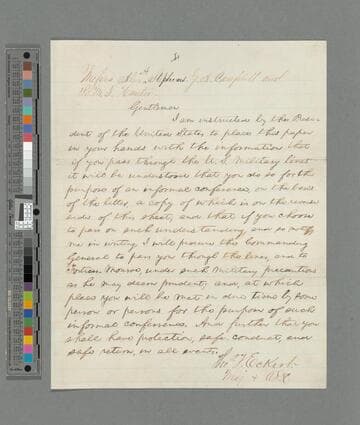 Messrs Alex. H. Stephens, J. A. Campbell and
R. M. T. Hunter
Gentlemen
I am instructed by the Presi-
dent of the United States to place this paper
in your hands with the information that
if you pass through the U. S. Military lines
it will be understood that you do so for the
purpose of an informal conference, on the basis
of the letter, a copy of which is on the reverse
side of this sheet, and that if you choose
to pass on such understanding, and so notify
me in writing, I will procure the Commanding
General to pass you through the lines, and to
Fortress Monroe, under such Military precautions
as he may deem prudent; and, at which
place you will be met in due time by some
person or persons for the purpose of such
informal conference. And further that you
shall have protection, safe conduct, and
safe return, in all events.
Tho. T. Eckert
Maj & ADC